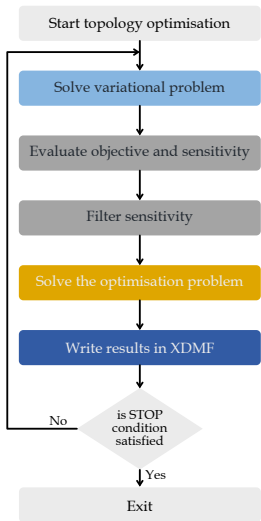 Start topology optimisation
Solve variational problem
Evaluate objective and sensitivity
Filter sensitivity
Solve the optimisation problem
Write results in XDMF
is STOP
condition
satisfied
No
Yes
Exit